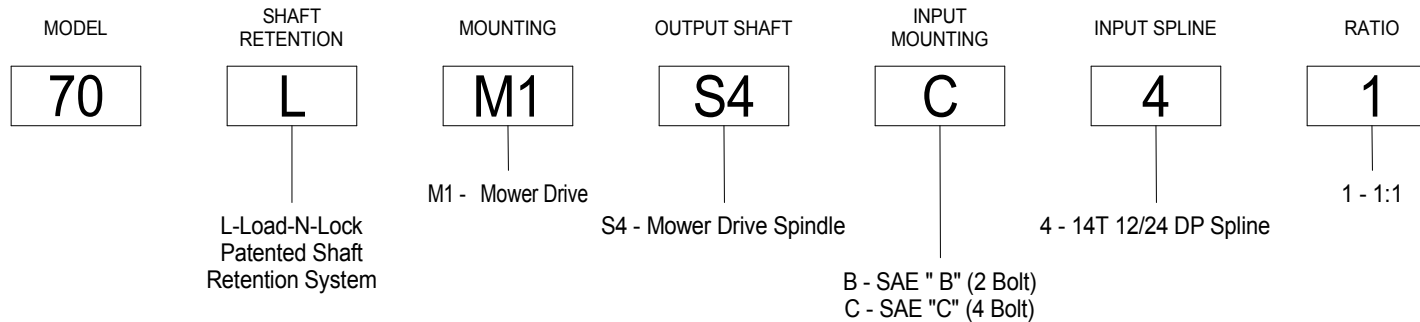 MODEL
SHAFT
RETENTION
MOUNTING
OUTPUT SHAFT
INPUT
MOUNTING
INPUT SPLINE
RATIO
70
L
M1
S4
C
4
1
L-Load-N-Lock
Patented Shaft
Retention System
M1 - Mower Drive
S4 - Mower Drive Spindle
B - SAE " B" (2 Bolt)
C - SAE "C" (4 Bolt)
4 - 14T 12/24 DP Spline
1 - 1:1